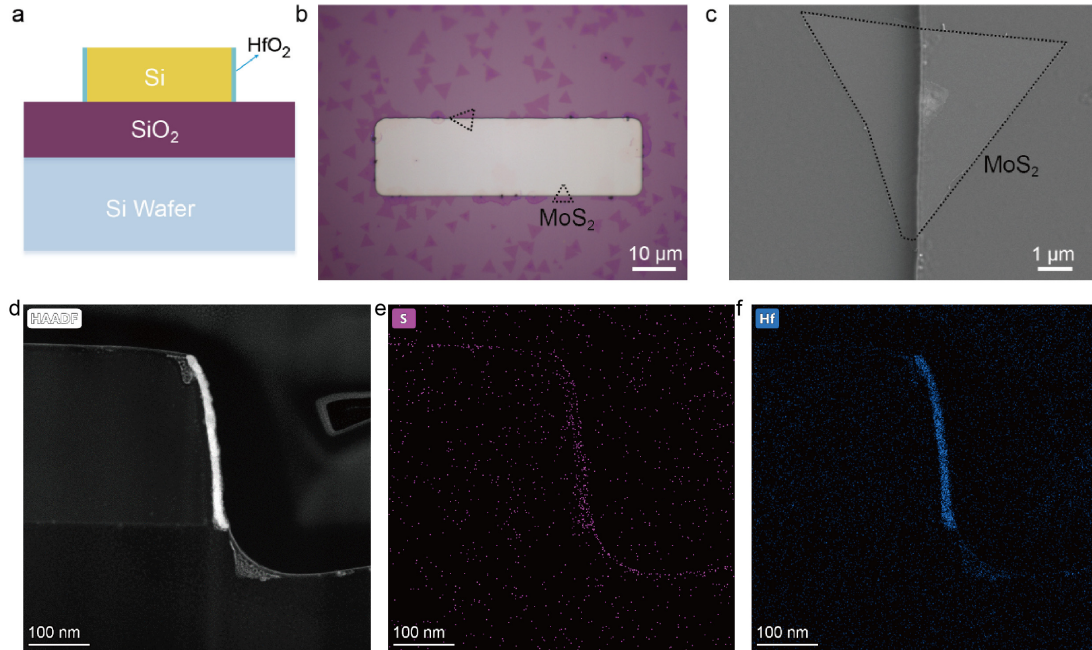 a
HfO₂
Si
SiO₂
Si Wafer
b
MoS₂
10 μm
c
MoS₂
1 μm
d
HAADF
100 nm
e
S
100 nm
f
Hf
100 nm